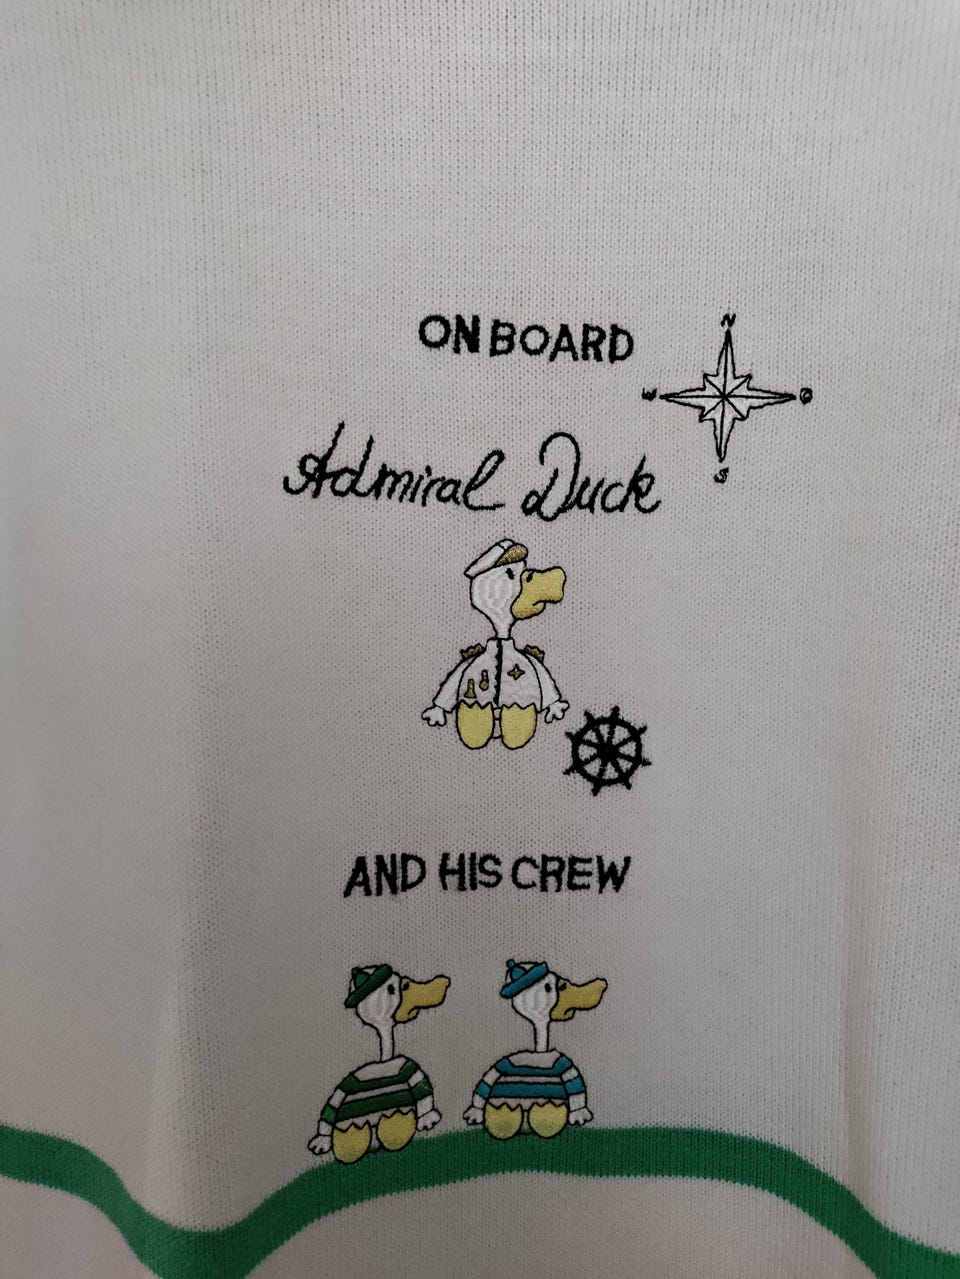 ON BOARD
N
W O
S
Admiral Duck
AND HIS CREW